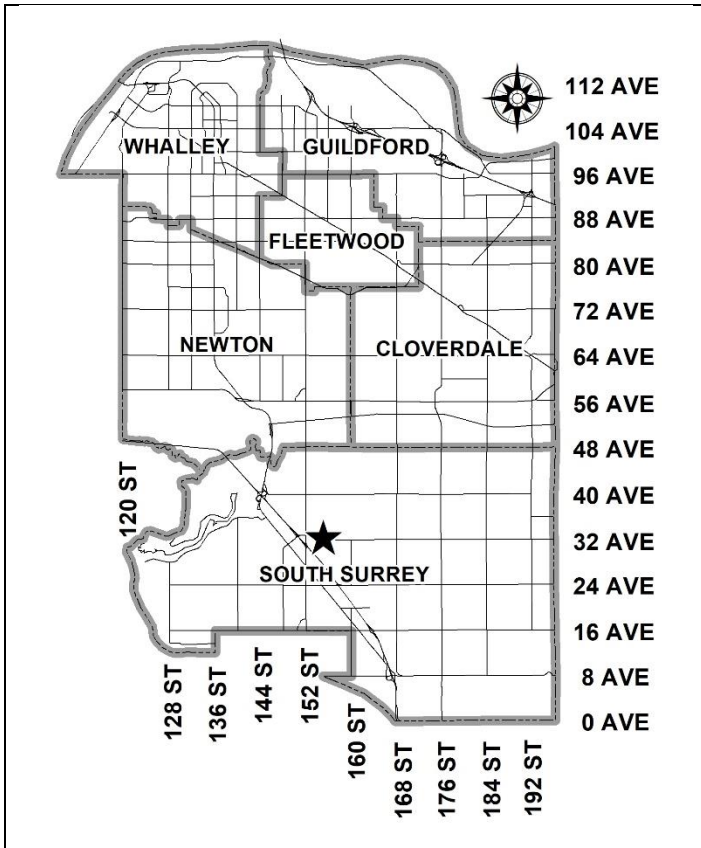 112 AVE
104 AVE
WHALLEY
GUILDFORD
96 AVE
88 AVE
FLEETWOOD
80 AVE
72 AVE
NEWTON
CLOVERDALE
64 AVE
56 AVE
48 AVE
120 ST
40 AVE
32 AVE
SOUTH SURREY
24 AVE
16 AVE
8 AVE
0 AVE
128 ST
136 ST
144 ST
152 ST
160 ST
168 ST
176 ST
184 ST
192 ST